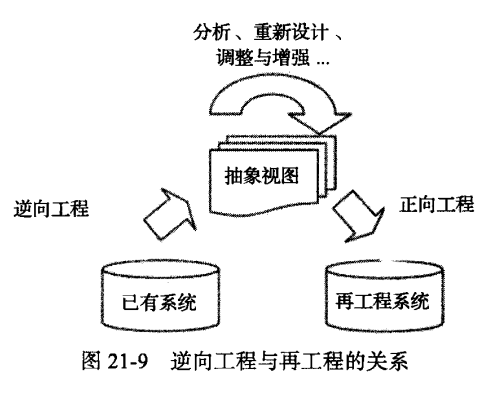 分析、重新设计、
调整与增强 ...
抽象视图
逆向工程
正向工程
已有系统
再工程系统
图 21-9 逆向工程与再工程的关系